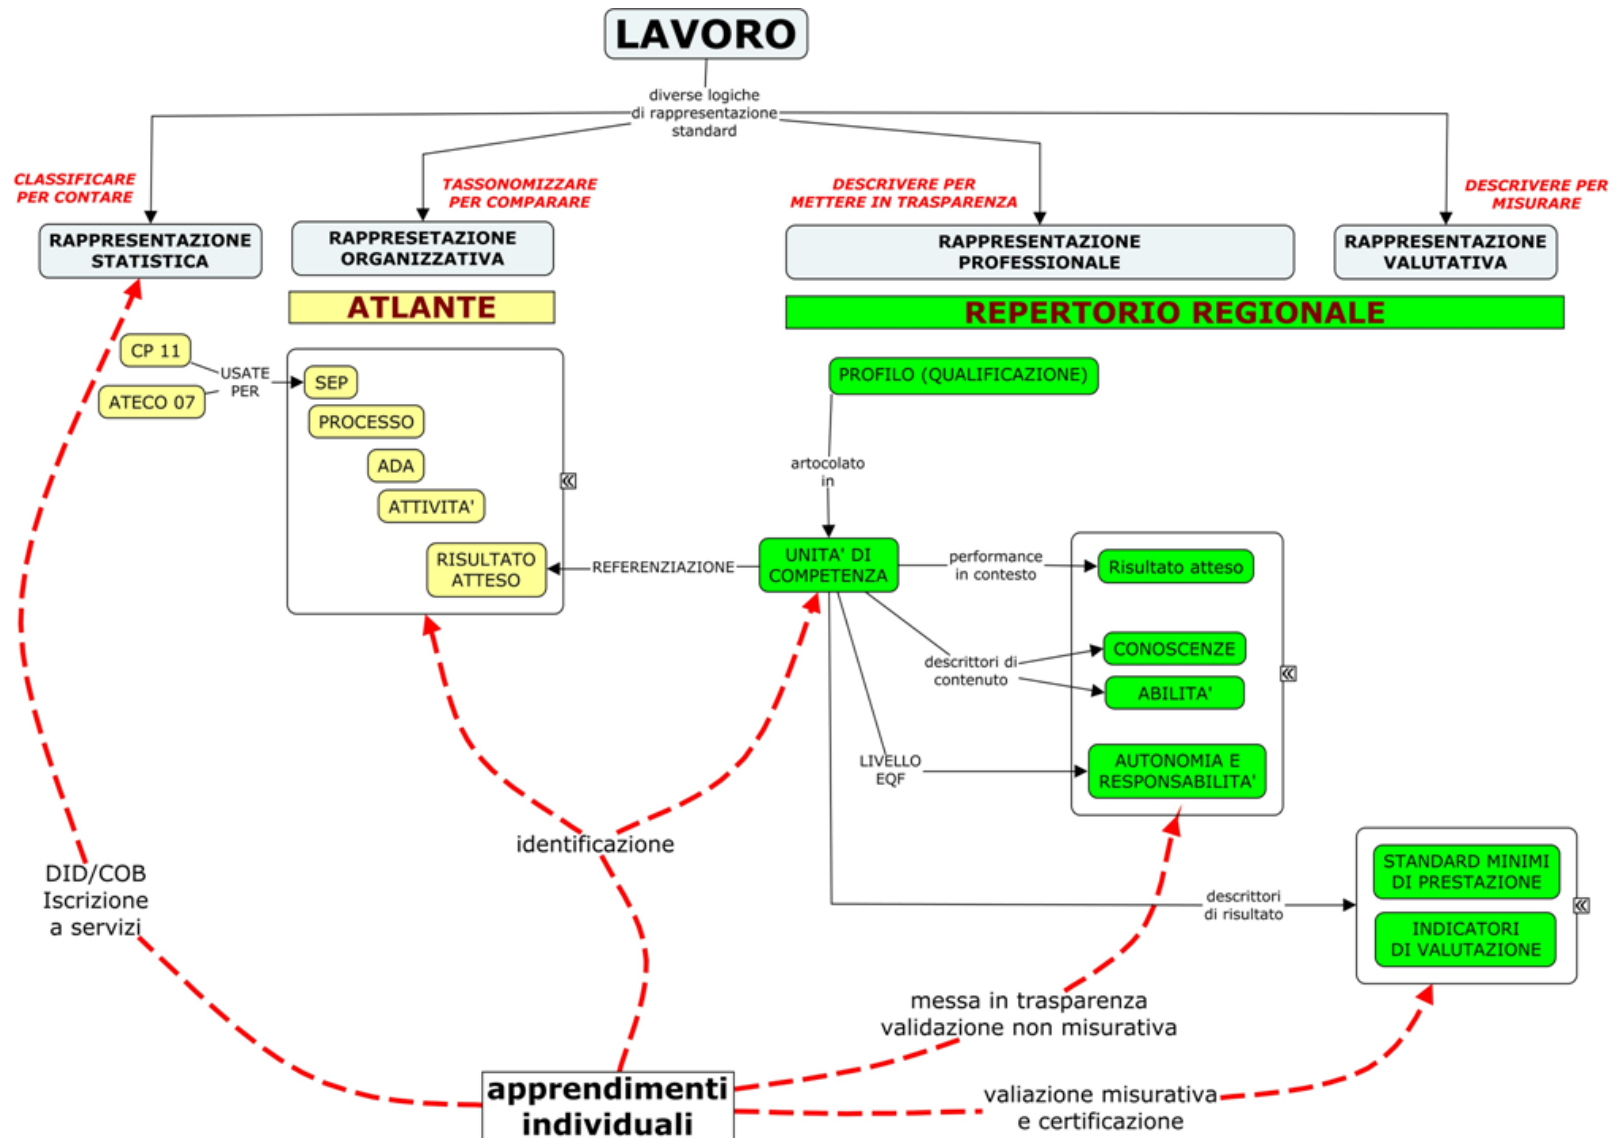 LAVORO
diverse logiche
di rappresentazione
standard
CLASSIFICARE
PER CONTARE
TASSONOMIZZARE
PER COMPARARE
DESCRIVERE PER
METTERE IN TRASPARENZA
DESCRIVERE PER
MISURARE
RAPPRESENTAZIONE
STATISTICA
RAPPRESETAZIONE
ORGANIZZATIVA
RAPPRESENTAZIONE
PROFESSIONALE
RAPPRESENTAZIONE
VALUTATIVA
ATLANTE
REPERTORIO REGIONALE
CP 11
ATECO 07
USATE
PER
SEP
PROCESSO
ADA
ATTIVITA'
RISULTATO
ATTESO
REFERENZIAZIONE
PROFILO (QUALIFICAZIONE)
artocolato
in
UNITA' DI
COMPETENZA
performance
in contesto
Risultato atteso
descrittori di
contenuto
CONOSCENZE
ABILITA'
LIVELLO
EQF
AUTONOMIA E
RESPONSABILITA'
identificazione
DID/COB
Iscrizione
a servizi
descrittori
di risultato
STANDARD MINIMI
DI PRESTAZIONE
INDICATORI
DI VALUTAZIONE
messa in trasparenza
validazione non misurativa
apprendimenti
individuali
valiazione misurativa
e certificazione